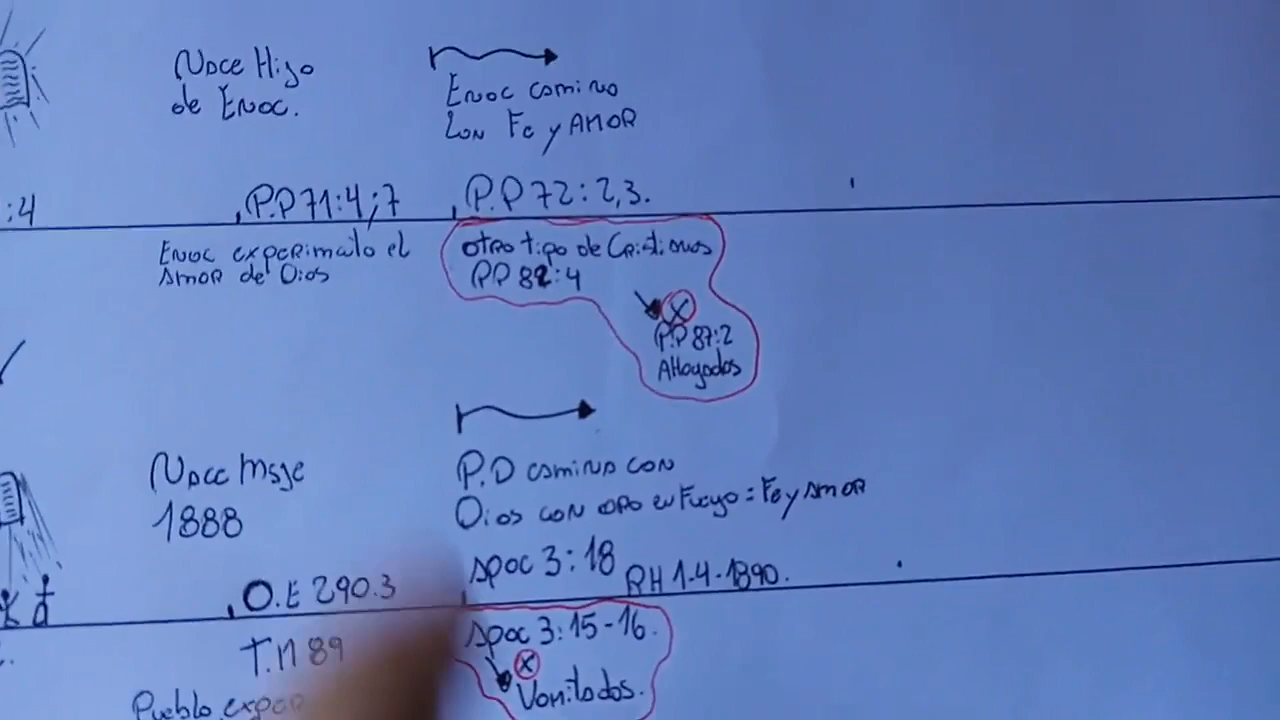 Nace Hijo
de Enoc.
Enoc camino
con Fe y AMOR
:4
P.P 71:4;7
P.P 72:2,3.
Enoc experimato el
Amor de Dios
otro tipo de Cristianos
PP 82:4
X
P.P 87:2
Ahogados
Nace Msje
1888
P.D camina con
Dios con oro en Fuego = Fe y Amor
Apoc 3:18
RH 1-4-1890.
O.E 290.3
T.M 89
Apoc 3:15-16.
X
Vomitados.
Pueblo exper